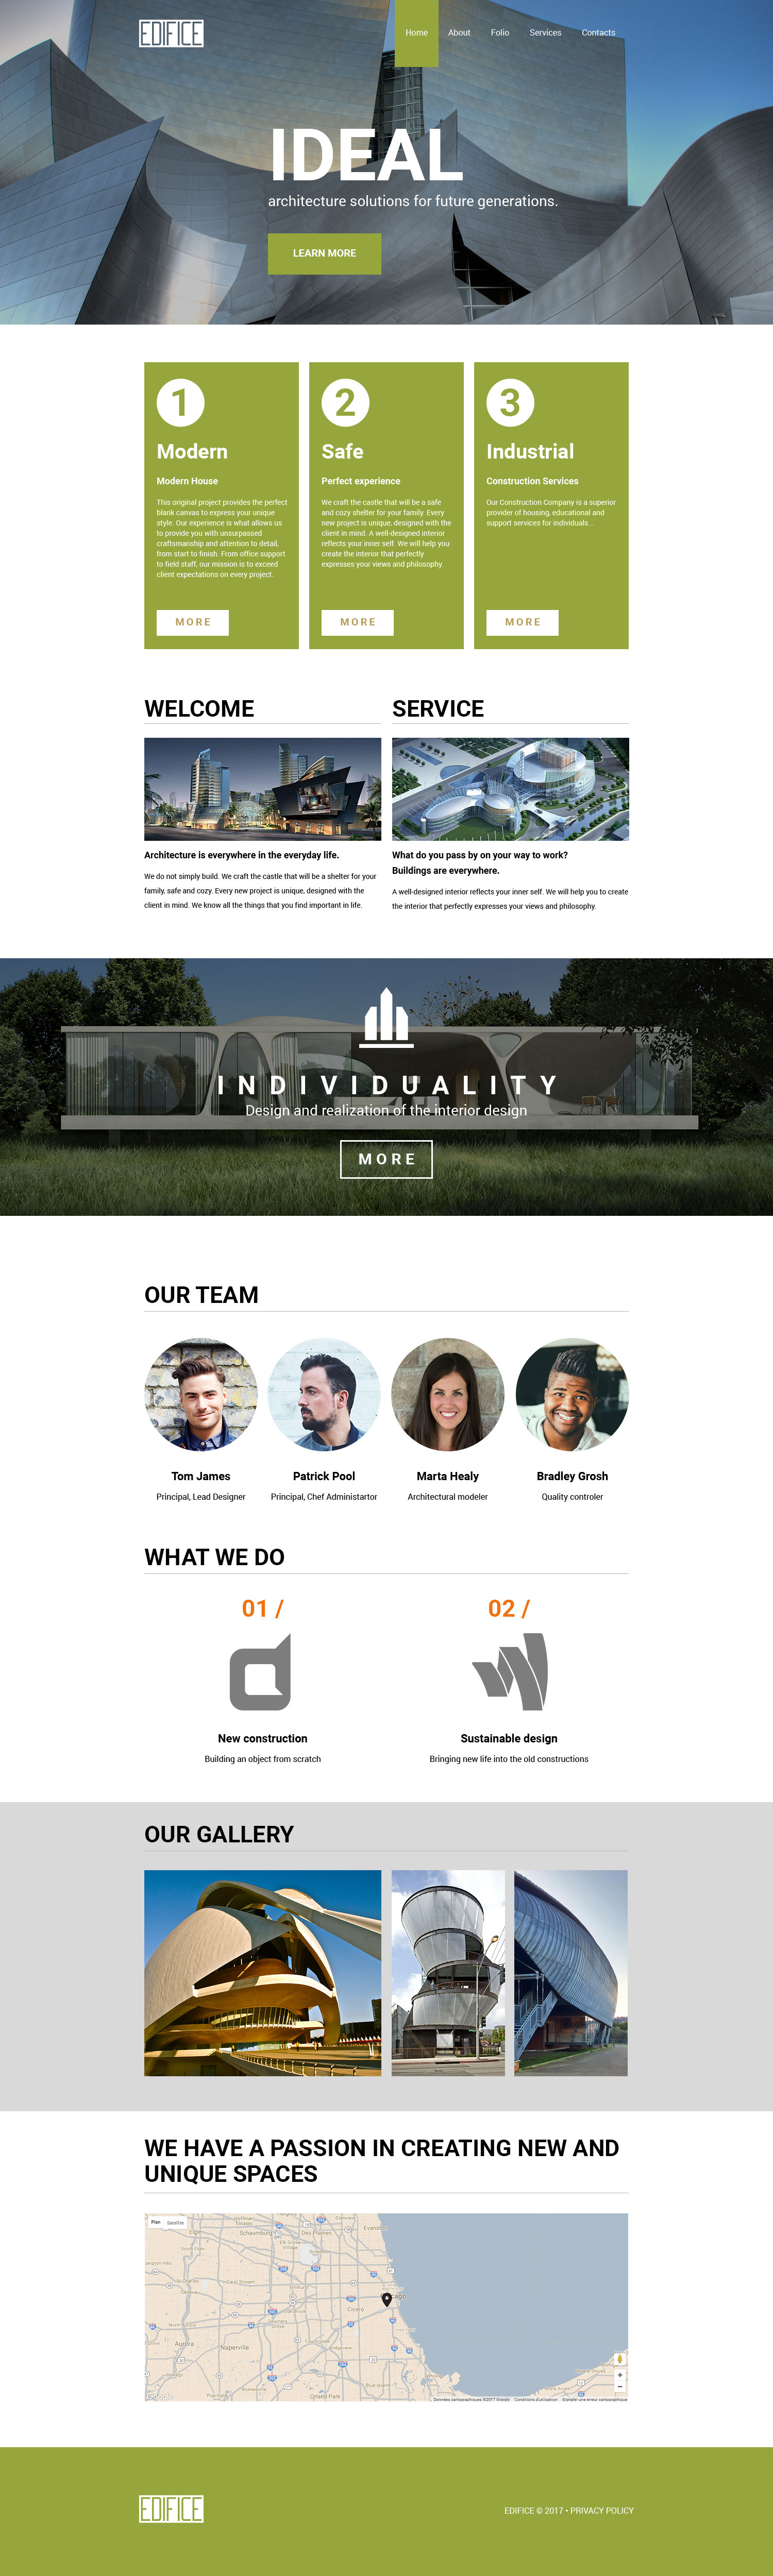 EDIFICE
Home About Folio Services Contacts
IDEAL
architecture solutions for future generations.
LEARN MORE
1
Modern
Modern House
This original project provides the perfect
blank canvas to express your unique
style. Our experience is what allows us
to provide you with unsurpassed
craftsmanship and attention to detail,
from start to finish. From office support
to field staff, our mission is to exceed
client expectations on every project.
MORE
2
Safe
Perfect experience
We craft the castle that will be a safe
and cozy shelter for your family. Every
new project is unique, designed with the
client in mind. A well-designed interior
reflects your inner self. We will help you
create the interior that perfectly
expresses your views and philosophy.
MORE
3
Industrial
Construction Services
Our Construction Company is a superior
provider of housing, educational and
support services for individuals...
MORE
WELCOME
Architecture is everywhere in the everyday life.
We do not simply build. We craft the castle that will be a shelter for your
family, safe and cozy. Every new project is unique, designed with the
client in mind. We know all the things that you find important in life.
SERVICE
What do you pass by on your way to work?
Buildings are everywhere.
A well-designed interior reflects your inner self. We will help you to create
the interior that perfectly expresses your views and philosophy.
INDIVIDUALITY
Design and realization of the interior design
MORE
OUR TEAM
Tom James
Principal, Lead Designer
Patrick Pool
Principal, Chef Administartor
Marta Healy
Architectural modeler
Bradley Grosh
Quality controler
WHAT WE DO
01 /
New construction
Building an object from scratch
02 /
Sustainable design
Bringing new life into the old constructions
OUR GALLERY
WE HAVE A PASSION IN CREATING NEW AND
UNIQUE SPACES
Plan Satellite
Elgin
Schaumburg
Des Plaines
Evanston
Elk Grove
Village
Carol Stream
Elmhurst
Chicago
Cicero
Aurora
Naperville
Orland Park
Données cartographiques ©2017 Google Conditions d'utilisation Signaler une erreur cartographique
EDIFICE
EDIFICE © 2017 • PRIVACY POLICY